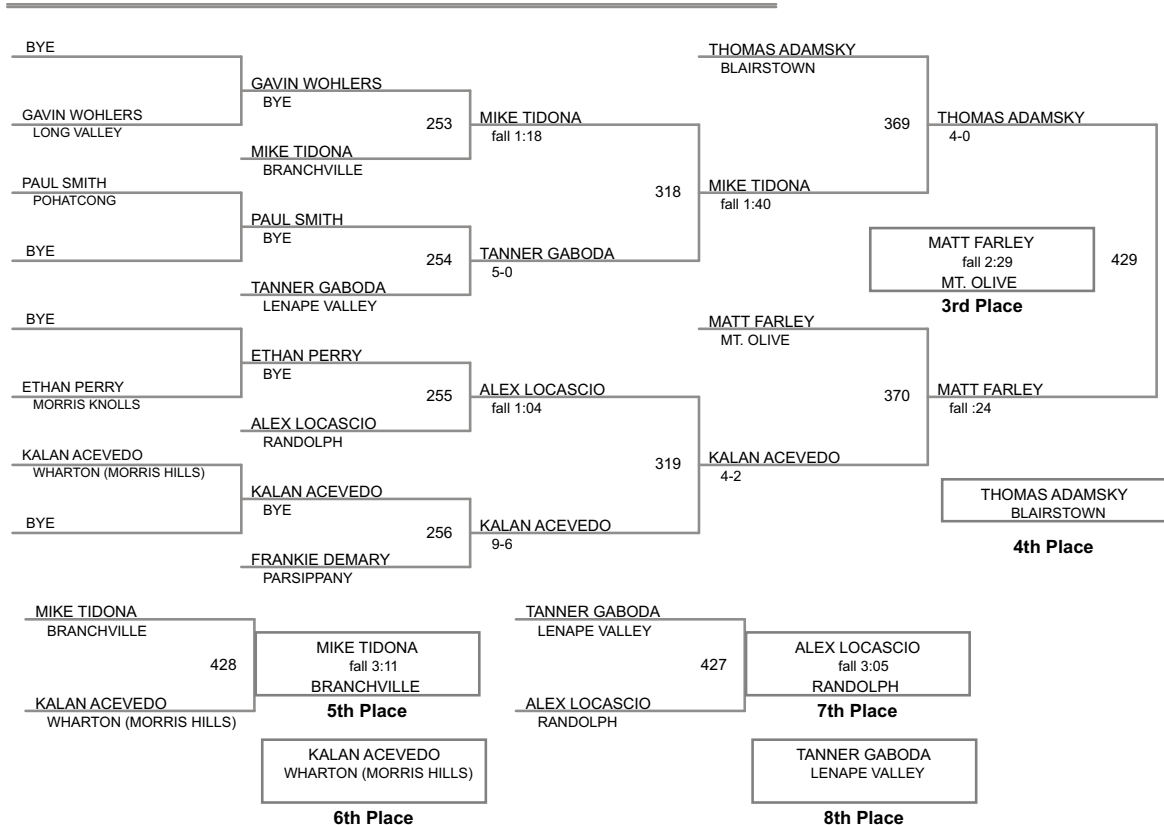 BYE
GAVIN WOHLERS
LONG VALLEY
PAUL SMITH
POHATCONG
BYE
BYE
ETHAN PERRY
MORRIS KNOLLS
KALAN ACEVEDO
WHARTON (MORRIS HILLS)
BYE
GAVIN WOHLERS
BYE
253
MIKE TIDONA
BRANCHVILLE
PAUL SMITH
BYE
254
TANNER GABODA
LENAPE VALLEY
ETHAN PERRY
BYE
255
ALEX LOCASCIO
RANDOLPH
KALAN ACEVEDO
BYE
256
FRANKIE DEMARY
PARSIPPANY
MIKE TIDONA
fall 1:18
318
TANNER GABODA
5-0
ALEX LOCASCIO
fall 1:04
319
KALAN ACEVEDO
9-6
THOMAS ADAMSKY
BLAIRSTOWN
369
MIKE TIDONA
fall 1:40
MATT FARLEY
MT. OLIVE
370
KALAN ACEVEDO
4-2
THOMAS ADAMSKY
4-0
429
MATT FARLEY
fall :24
MATT FARLEY
fall 2:29
MT. OLIVE
3rd Place
THOMAS ADAMSKY
BLAIRSTOWN
4th Place
MIKE TIDONA
BRANCHVILLE
428
KALAN ACEVEDO
WHARTON (MORRIS HILLS)
MIKE TIDONA
fall 3:11
BRANCHVILLE
5th Place
KALAN ACEVEDO
WHARTON (MORRIS HILLS)
6th Place
TANNER GABODA
LENAPE VALLEY
427
ALEX LOCASCIO
RANDOLPH
ALEX LOCASCIO
fall 3:05
RANDOLPH
7th Place
TANNER GABODA
LENAPE VALLEY
8th Place